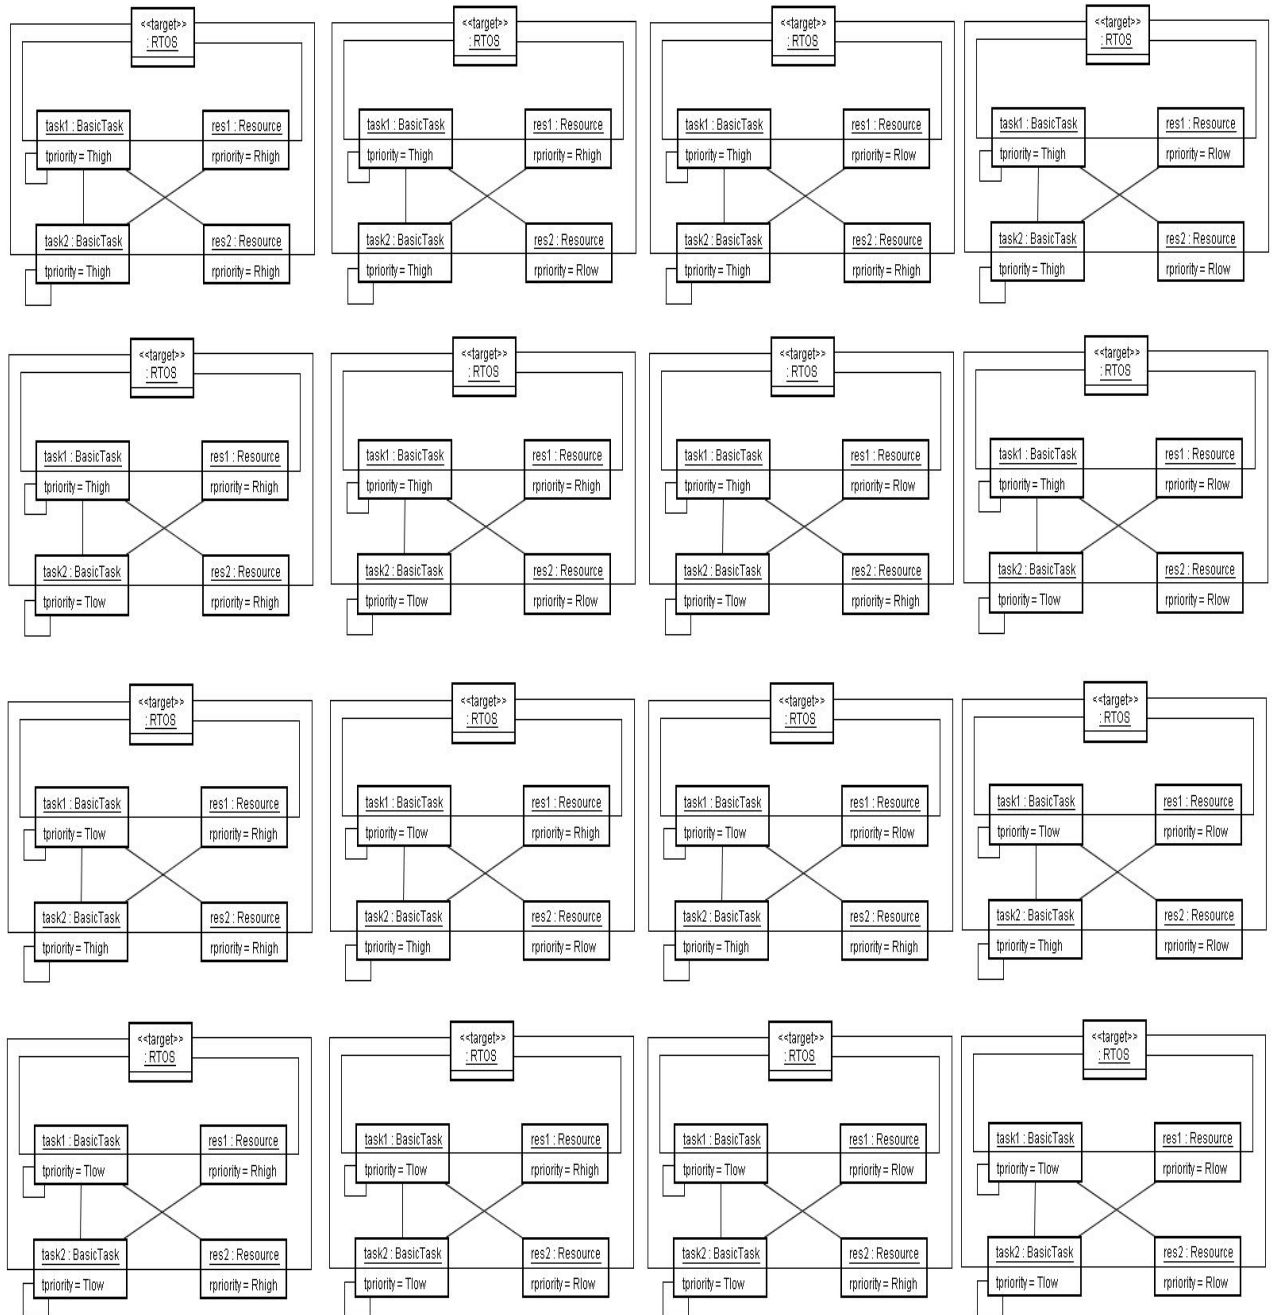 <<target>>
: RTOS
task1 : BasicTask
tpriority = Thigh
res1 : Resource
rpriority = Rhigh
task2 : BasicTask
tpriority = Thigh
res2 : Resource
rpriority = Rhigh
<<target>>
: RTOS
task1 : BasicTask
tpriority = Thigh
res1 : Resource
rpriority = Rhigh
task2 : BasicTask
tpriority = Thigh
res2 : Resource
rpriority = Rlow
<<target>>
: RTOS
task1 : BasicTask
tpriority = Thigh
res1 : Resource
rpriority = Rlow
task2 : BasicTask
tpriority = Thigh
res2 : Resource
rpriority = Rhigh
<<target>>
: RTOS
task1 : BasicTask
tpriority = Thigh
res1 : Resource
rpriority = Rlow
task2 : BasicTask
tpriority = Thigh
res2 : Resource
rpriority = Rlow
<<target>>
: RTOS
task1 : BasicTask
tpriority = Thigh
res1 : Resource
rpriority = Rhigh
task2 : BasicTask
tpriority = Tlow
res2 : Resource
rpriority = Rhigh
<<target>>
: RTOS
task1 : BasicTask
tpriority = Thigh
res1 : Resource
rpriority = Rhigh
task2 : BasicTask
tpriority = Tlow
res2 : Resource
rpriority = Rlow
<<target>>
: RTOS
task1 : BasicTask
tpriority = Thigh
res1 : Resource
rpriority = Rlow
task2 : BasicTask
tpriority = Tlow
res2 : Resource
rpriority = Rhigh
<<target>>
: RTOS
task1 : BasicTask
tpriority = Thigh
res1 : Resource
rpriority = Rlow
task2 : BasicTask
tpriority = Tlow
res2 : Resource
rpriority = Rlow
<<target>>
: RTOS
task1 : BasicTask
tpriority = Tlow
res1 : Resource
rpriority = Rhigh
task2 : BasicTask
tpriority = Thigh
res2 : Resource
rpriority = Rhigh
<<target>>
: RTOS
task1 : BasicTask
tpriority = Tlow
res1 : Resource
rpriority = Rhigh
task2 : BasicTask
tpriority = Thigh
res2 : Resource
rpriority = Rlow
<<target>>
: RTOS
task1 : BasicTask
tpriority = Tlow
res1 : Resource
rpriority = Rlow
task2 : BasicTask
tpriority = Thigh
res2 : Resource
rpriority = Rhigh
<<target>>
: RTOS
task1 : BasicTask
tpriority = Tlow
res1 : Resource
rpriority = Rlow
task2 : BasicTask
tpriority = Thigh
res2 : Resource
rpriority = Rlow
<<target>>
: RTOS
task1 : BasicTask
tpriority = Tlow
res1 : Resource
rpriority = Rhigh
task2 : BasicTask
tpriority = Tlow
res2 : Resource
rpriority = Rhigh
<<target>>
: RTOS
task1 : BasicTask
tpriority = Tlow
res1 : Resource
rpriority = Rhigh
task2 : BasicTask
tpriority = Tlow
res2 : Resource
rpriority = Rlow
<<target>>
: RTOS
task1 : BasicTask
tpriority = Tlow
res1 : Resource
rpriority = Rlow
task2 : BasicTask
tpriority = Tlow
res2 : Resource
rpriority = Rhigh
<<target>>
: RTOS
task1 : BasicTask
tpriority = Tlow
res1 : Resource
rpriority = Rlow
task2 : BasicTask
tpriority = Tlow
res2 : Resource
rpriority = Rlow